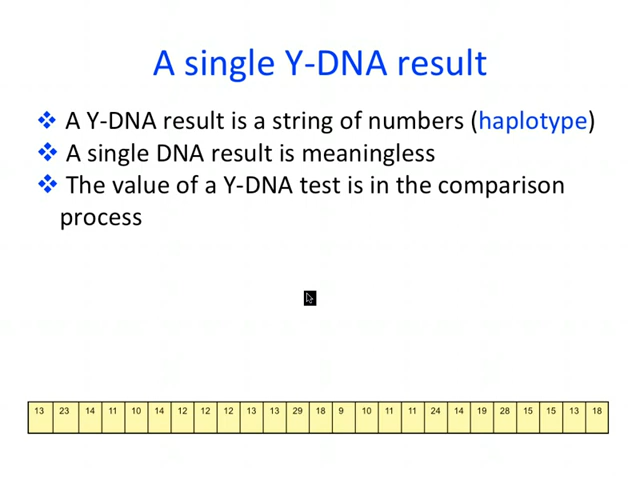 A single Y-DNA result
❖ A Y-DNA result is a string of numbers (haplotype)
❖ A single DNA result is meaningless
❖ The value of a Y-DNA test is in the comparison
process
13 23 14 11 10 14 12 12 12 13 13 29 18 9 10 11 11 24 14 19 28 15 15 13 18